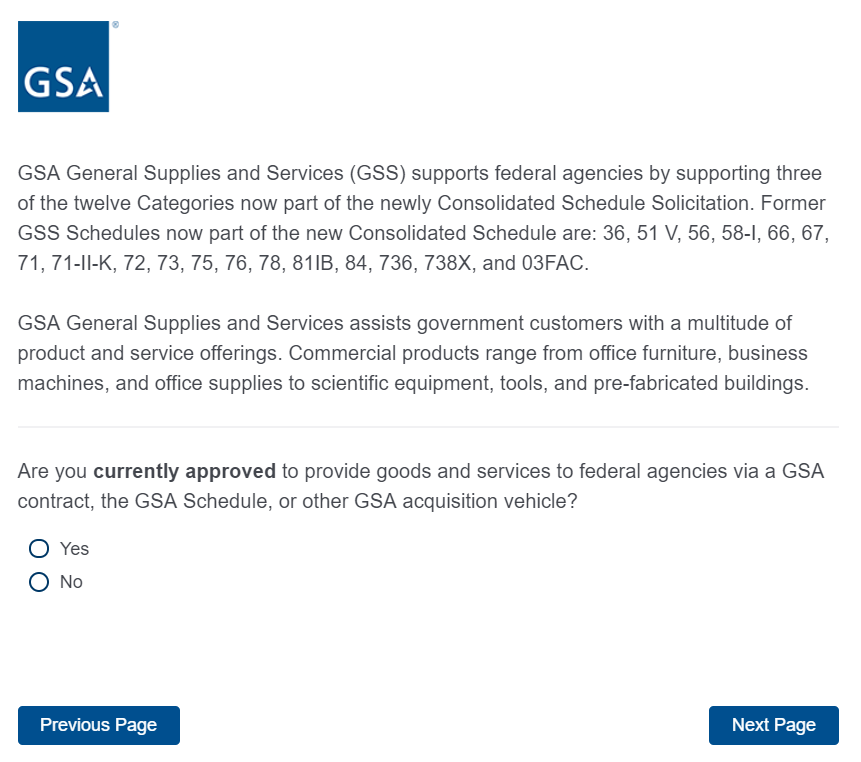 ®
GSA
GSA General Supplies and Services (GSS) supports federal agencies by supporting three
of the twelve Categories now part of the newly Consolidated Schedule Solicitation. Former
GSS Schedules now part of the new Consolidated Schedule are: 36, 51 V, 56, 58-I, 66, 67,
71, 71-II-K, 72, 73, 75, 76, 78, 81IB, 84, 736, 738X, and 03FAC.
GSA General Supplies and Services assists government customers with a multitude of
product and service offerings. Commercial products range from office furniture, business
machines, and office supplies to scientific equipment, tools, and pre-fabricated buildings.
Are you currently approved to provide goods and services to federal agencies via a GSA
contract, the GSA Schedule, or other GSA acquisition vehicle?
Yes
No
Previous Page
Next Page